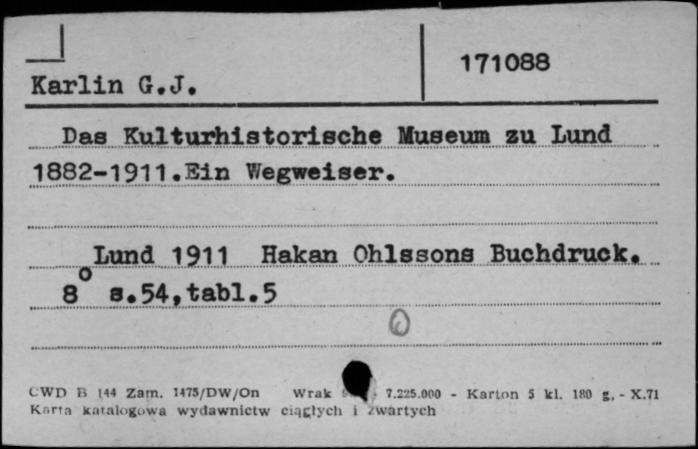 171088
Karlin G.J.
Das Kulturhistorische Museum zu Lund
1882-1911.Ein Wegweiser.
Lund 1911 Hakan Ohlssons Buchdruck.
8° s.54,tabl.5
CWD B 144 Zam. 1475/DW/On Wrak 7.225.000 - Karton 5 kl. 180 g. - X.71
Karta katalogowa wydawnictw ciągłych i zwartych